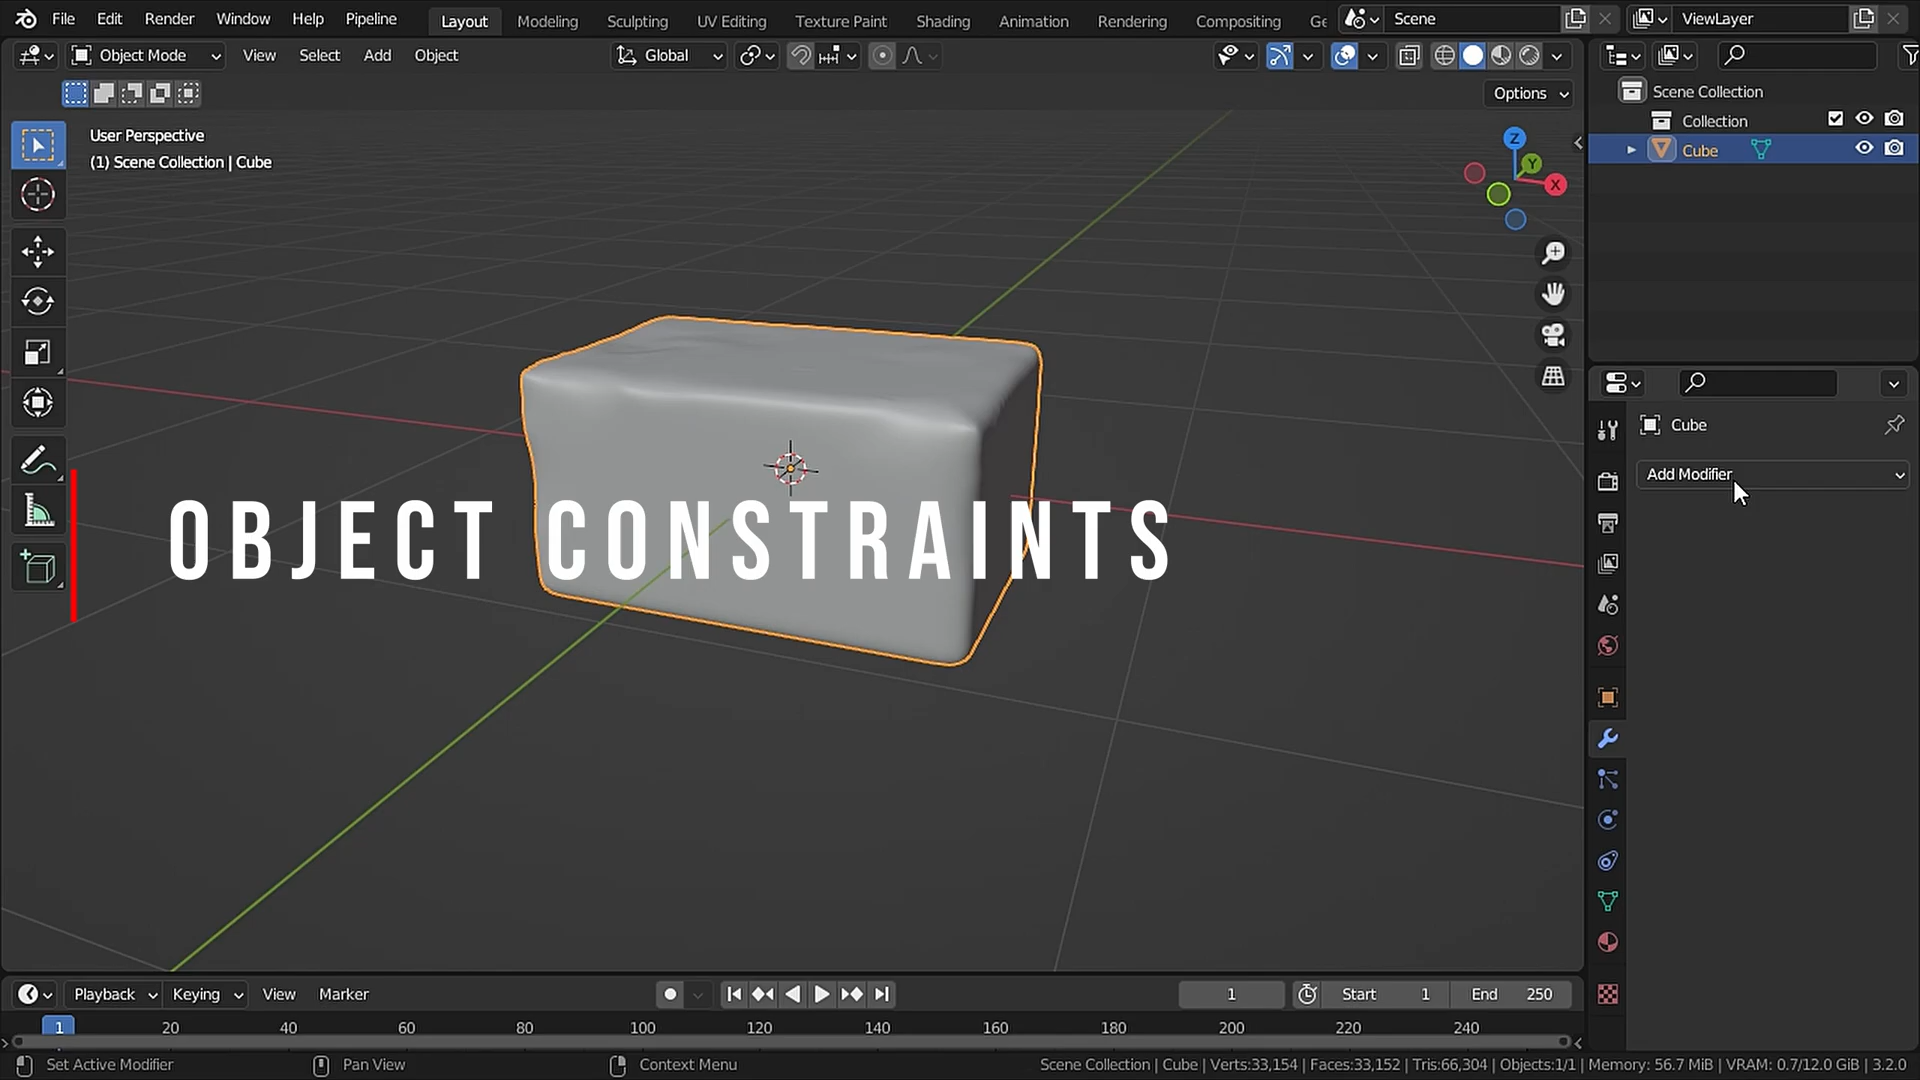 File Edit Render Window Help Pipeline Layout Modeling Sculpting UV Editing Texture Paint Shading Animation Rendering Compositing Ge Scene ViewLayer
Object Mode View Select Add Object Global
Options
User Perspective
(1) Scene Collection | Cube
Z
Y
X
Scene Collection
Collection
Cube
Cube
Add Modifier
OBJECT CONSTRAINTS
Playback Keying View Marker 1 Start 1 End 250
1 20 40 60 80 100 120 140 160 180 200 220 240
Set Active Modifier Pan View Context Menu Scene Collection | Cube | Verts:33,154 | Faces:33,152 | Tris:66,304 | Objects:1/1 | Memory: 56.7 MiB | VRAM: 0.7/12.0 GiB | 3.2.0